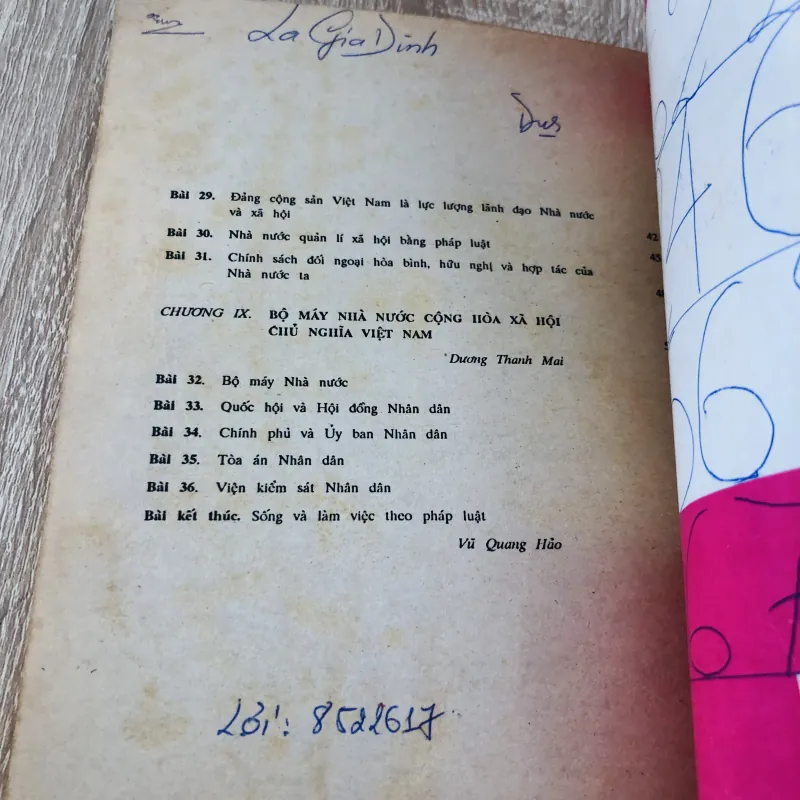 La Gia Dinh
Bài 29. Đảng cộng sản Việt Nam là lực lượng lãnh đạo Nhà nước
và xã hội
42
Bài 30. Nhà nước quản lí xã hội bằng pháp luật
45
Bài 31. Chính sách đối ngoại hòa bình, hữu nghị và hợp tác của
Nhà nước ta
CHƯƠNG IX. BỘ MÁY NHÀ NƯỚC CỘNG HÒA XÃ HỘI
CHỦ NGHĨA VIỆT NAM
Dương Thanh Mai
Bài 32. Bộ máy Nhà nước
Bài 33. Quốc hội và Hội đồng Nhân dân
Bài 34. Chính phủ và Ủy ban Nhân dân
Bài 35. Tòa án Nhân dân
Bài 36. Viện kiểm sát Nhân dân
Bài kết thúc. Sống và làm việc theo pháp luật
Vũ Quang Hảo
Lợi: 8522617